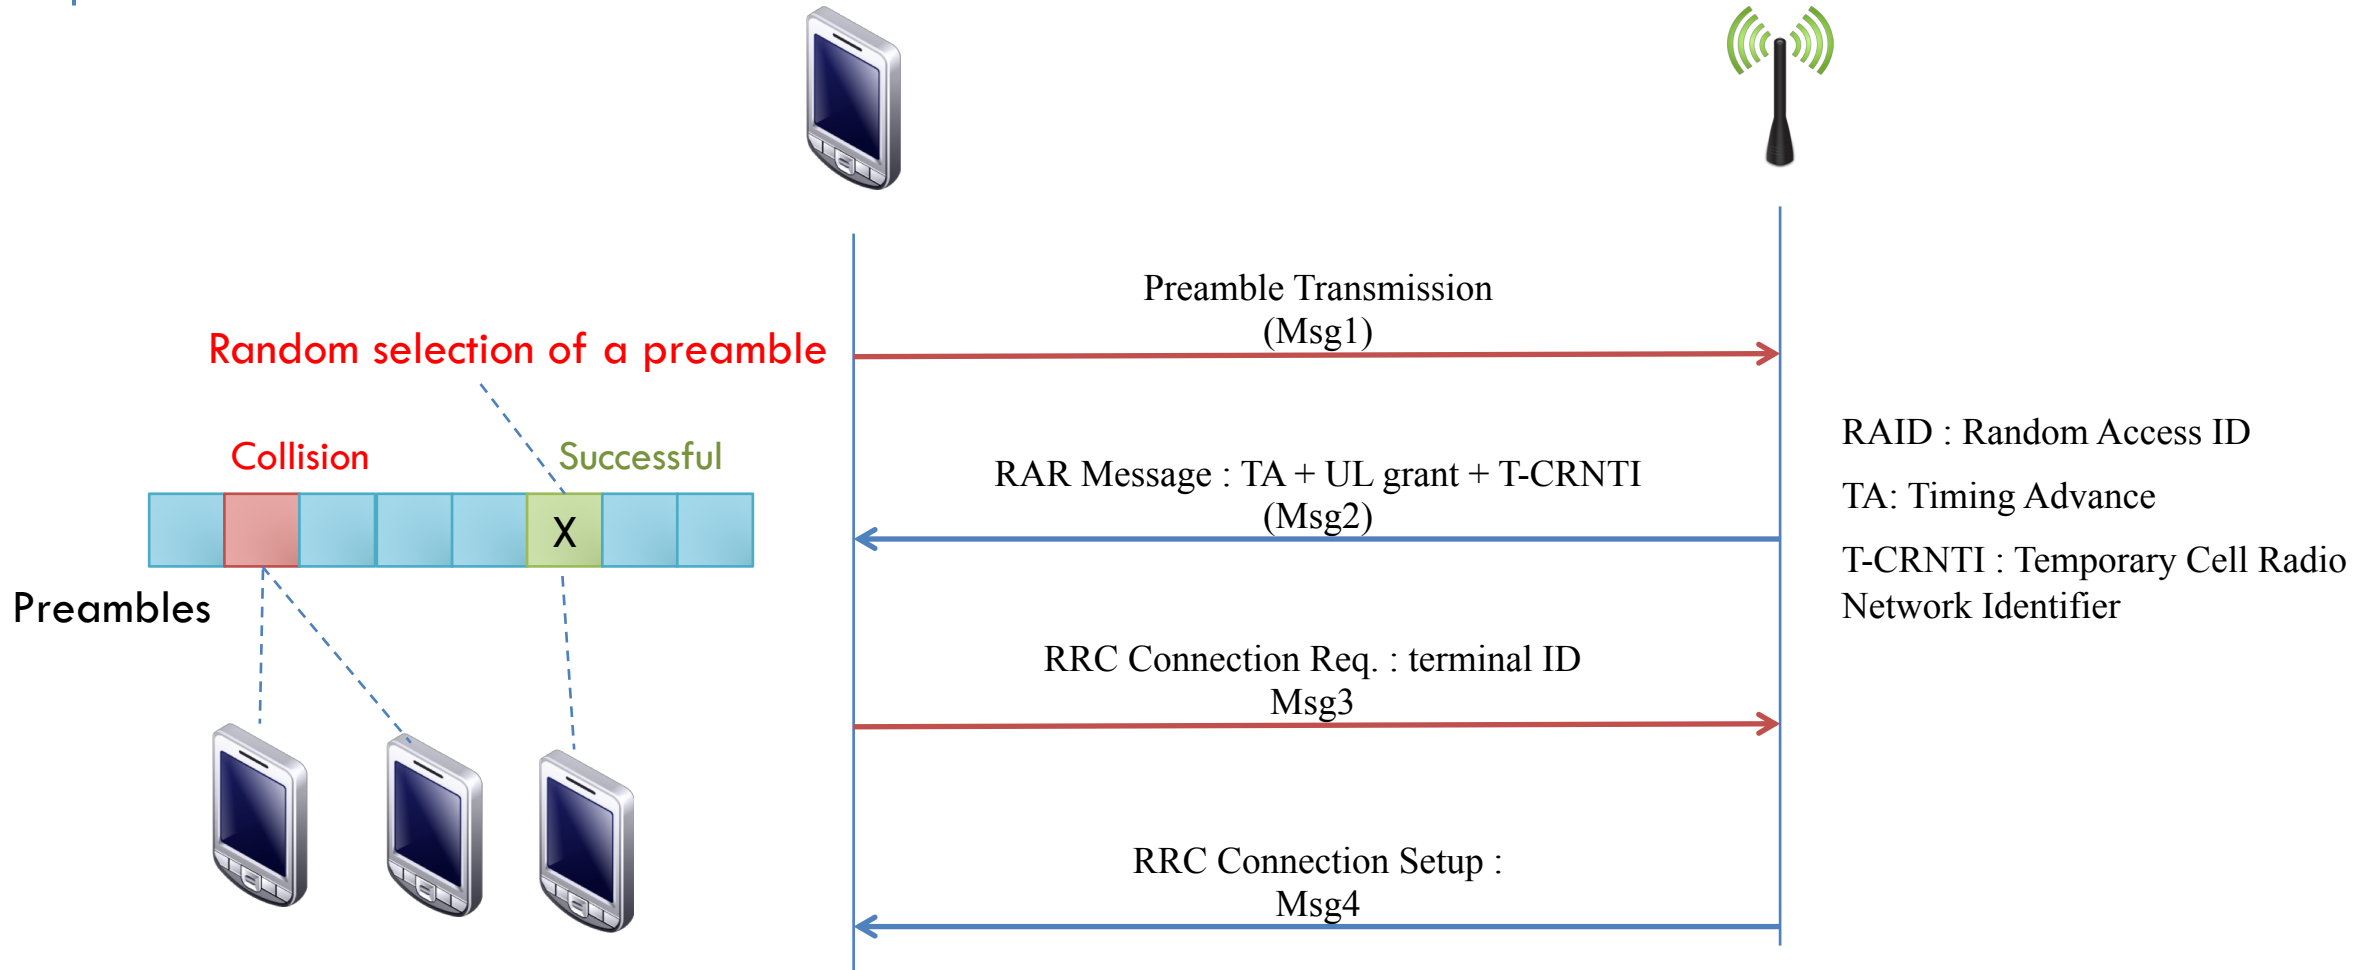 Preamble Transmission
(Msg1)
Random selection of a preamble
Collision
Successful
X
Preambles
RAR Message : TA + UL grant + T-CRNTI
(Msg2)
RRC Connection Req. : terminal ID
Msg3
RRC Connection Setup :
Msg4
RAID : Random Access ID
TA: Timing Advance
T-CRNTI : Temporary Cell Radio
Network Identifier